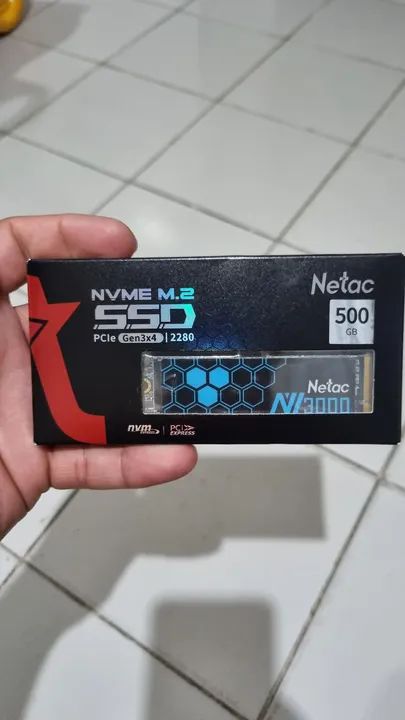 NVME M.2
SSD
PCIe Gen3x4 | 2280
Netac
500
GB
Netac
NV3000
nvm
EXPRESS
PCI
EXPRESS